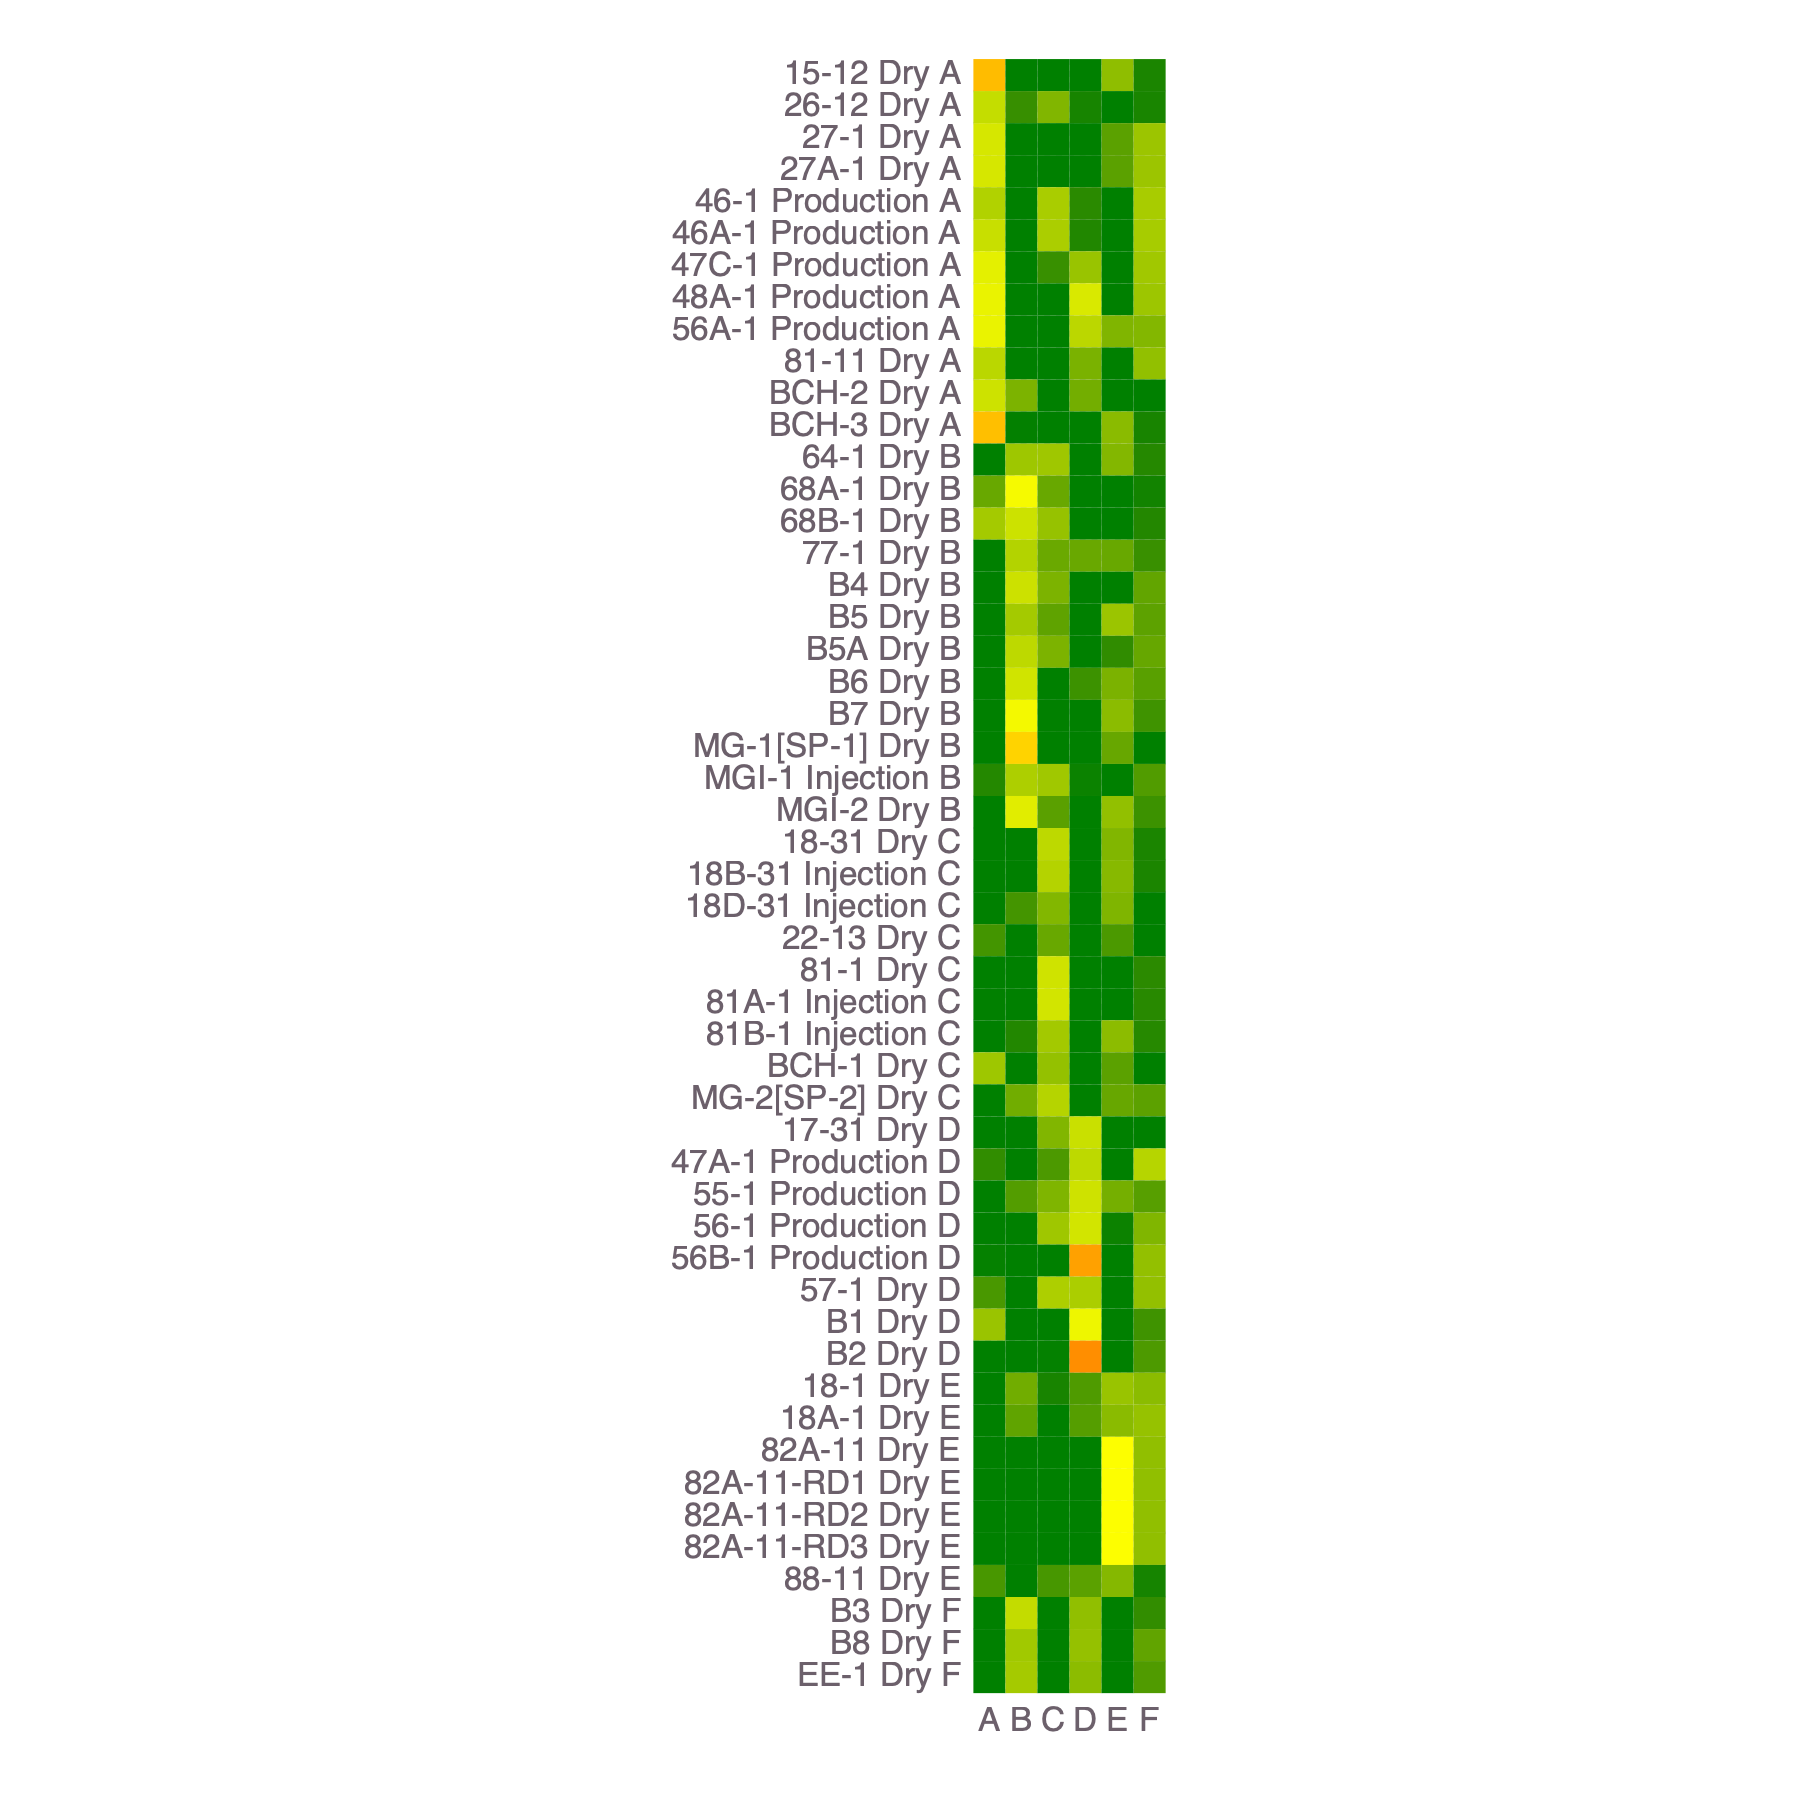 15-12 Dry A
26-12 Dry A
27-1 Dry A
27A-1 Dry A
46-1 Production A
46A-1 Production A
47C-1 Production A
48A-1 Production A
56A-1 Production A
81-11 Dry A
BCH-2 Dry A
BCH-3 Dry A
64-1 Dry B
68A-1 Dry B
68B-1 Dry B
77-1 Dry B
B4 Dry B
B5 Dry B
B5A Dry B
B6 Dry B
B7 Dry B
MG-1[SP-1] Dry B
MGI-1 Injection B
MGI-2 Dry B
18-31 Dry C
18B-31 Injection C
18D-31 Injection C
22-13 Dry C
81-1 Dry C
81A-1 Injection C
81B-1 Injection C
BCH-1 Dry C
MG-2[SP-2] Dry C
17-31 Dry D
47A-1 Production D
55-1 Production D
56-1 Production D
56B-1 Production D
57-1 Dry D
B1 Dry D
B2 Dry D
18-1 Dry E
18A-1 Dry E
82A-11 Dry E
82A-11-RD1 Dry E
82A-11-RD2 Dry E
82A-11-RD3 Dry E
88-11 Dry E
B3 Dry F
B8 Dry F
EE-1 Dry F
A B C D E F